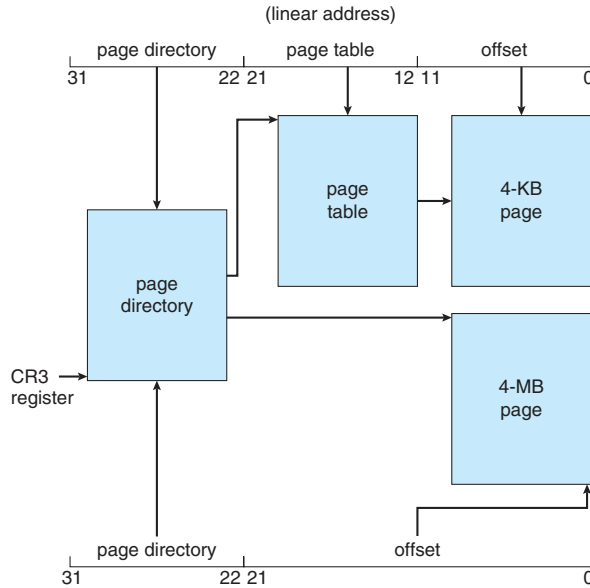 (linear address)
page directory page table offset
31 22 21 12 11 0
page
table
4-KB
page
page
directory
CR3
register
4-MB
page
page directory offset
31 22 21 0